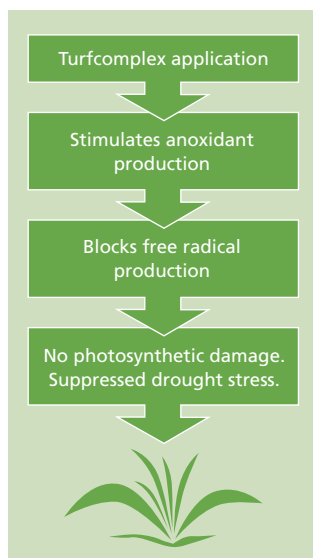 Turfcomplex application
Stimulates anoxidant
production
Blocks free radical
production
No photosynthetic damage.
Suppressed drought stress.